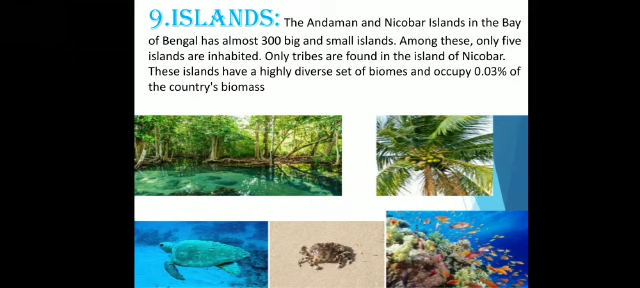 9.ISLANDS: The Andaman and Nicobar Islands in the Bay
of Bengal has almost 300 big and small islands. Among these, only five
islands are inhabited. Only tribes are found in the island of Nicobar.
These islands have a highly diverse set of biomes and occupy 0.03% of
the country's biomass